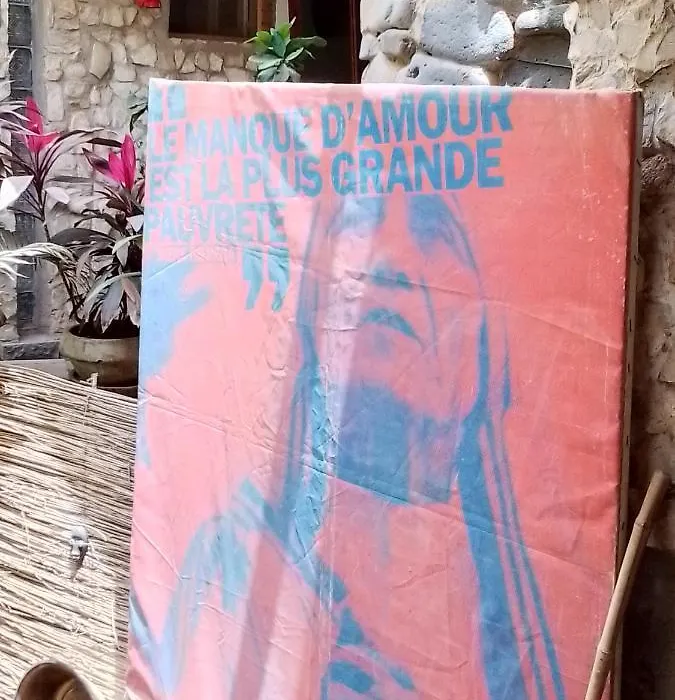 "
LE MANQUE D'AMOUR
EST LA PLUS GRANDE
PAUVRETE
"